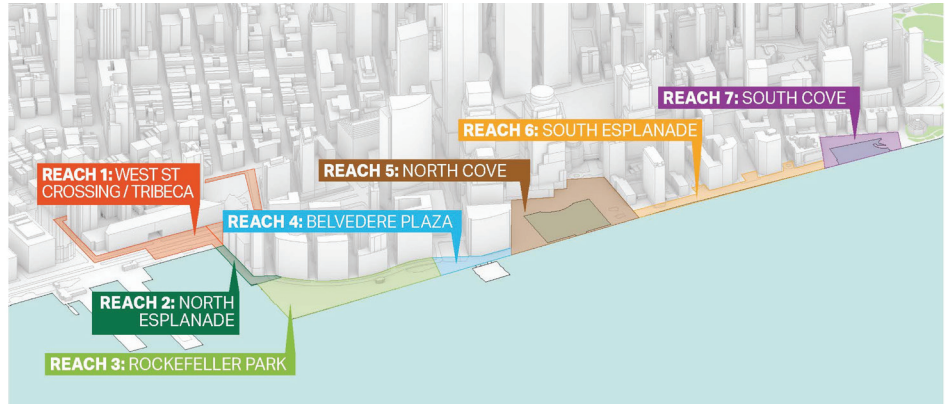 REACH 7: SOUTH COVE
REACH 6: SOUTH ESPLANADE
REACH 5: NORTH COVE
REACH 1: WEST ST
CROSSING / TRIBECA
REACH 4: BELVEDERE PLAZA
REACH 2: NORTH
ESPLANADE
REACH 3: ROCKEFELLER PARK